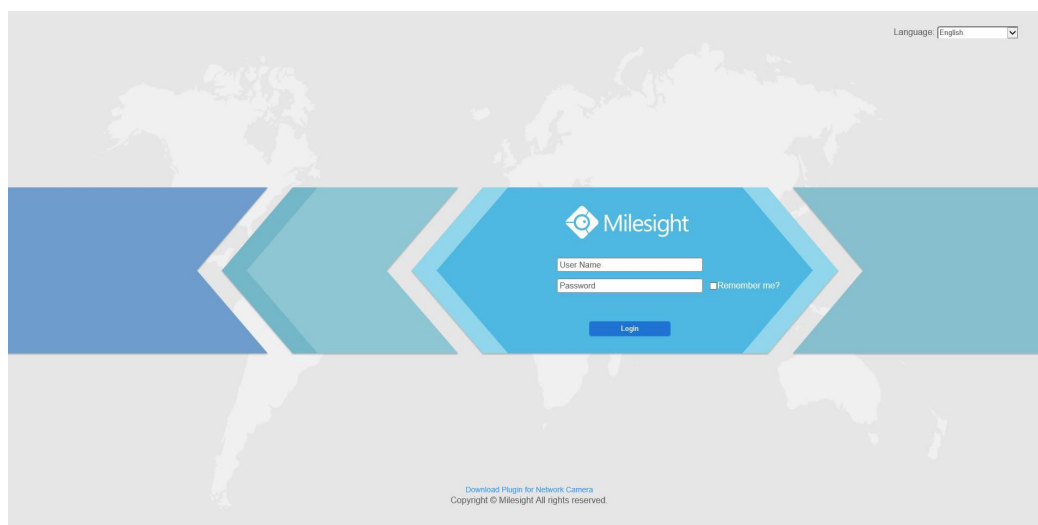 Language: English
Milesight
User Name
Password
Remember me?
Login
Download Plugin for Network Camera
Copyright © Milesight All rights reserved.